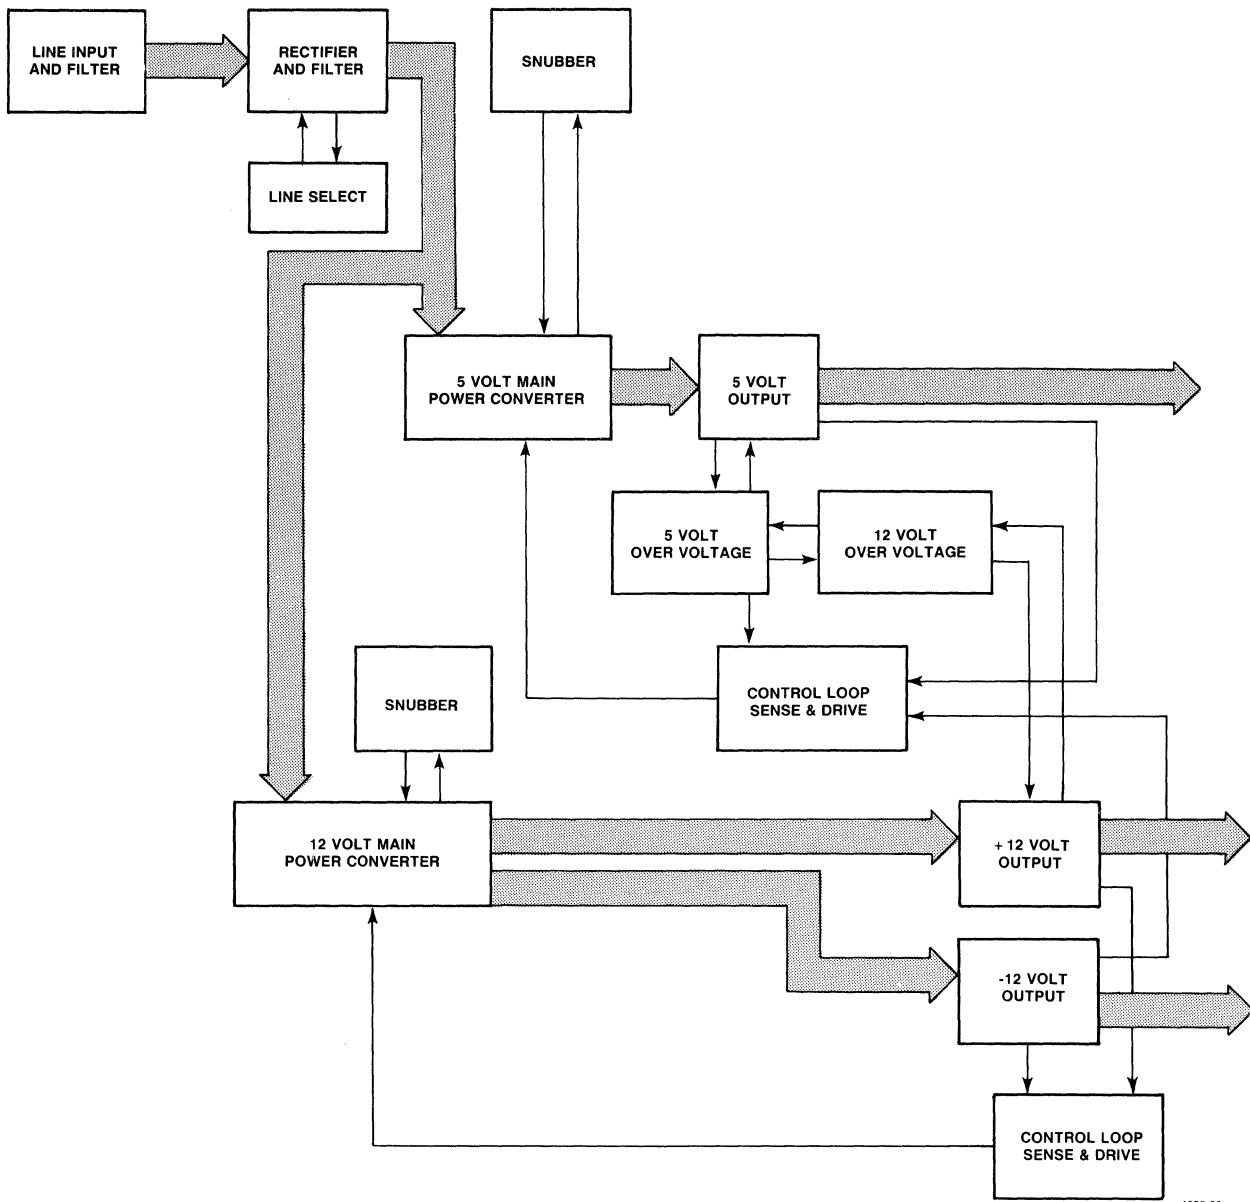 LINE INPUT
AND FILTER
RECTIFIER
AND FILTER
SNUBBER
LINE SELECT
5 VOLT MAIN
POWER CONVERTER
5 VOLT
OUTPUT
5 VOLT
OVER VOLTAGE
12 VOLT
OVER VOLTAGE
CONTROL LOOP
SENSE & DRIVE
SNUBBER
12 VOLT MAIN
POWER CONVERTER
+ 12 VOLT
OUTPUT
-12 VOLT
OUTPUT
CONTROL LOOP
SENSE & DRIVE